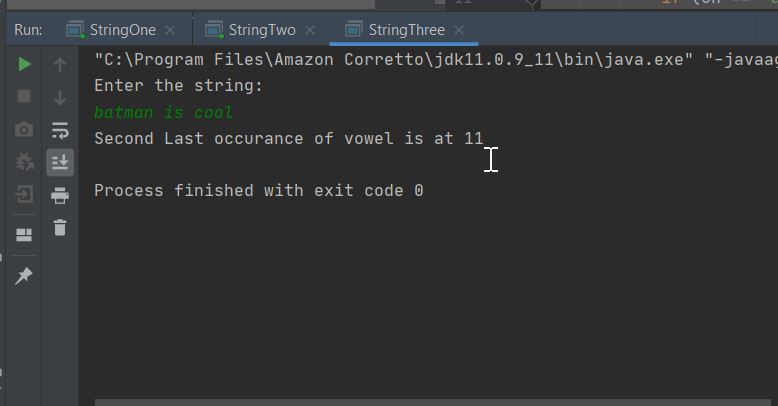 Run: StringOne StringTwo StringThree
"C:\Program Files\Amazon Corretto\jdk11.0.9_11\bin\java.exe" "-javaag
Enter the string:
batman is cool
Second Last occurance of vowel is at 11
Process finished with exit code 0